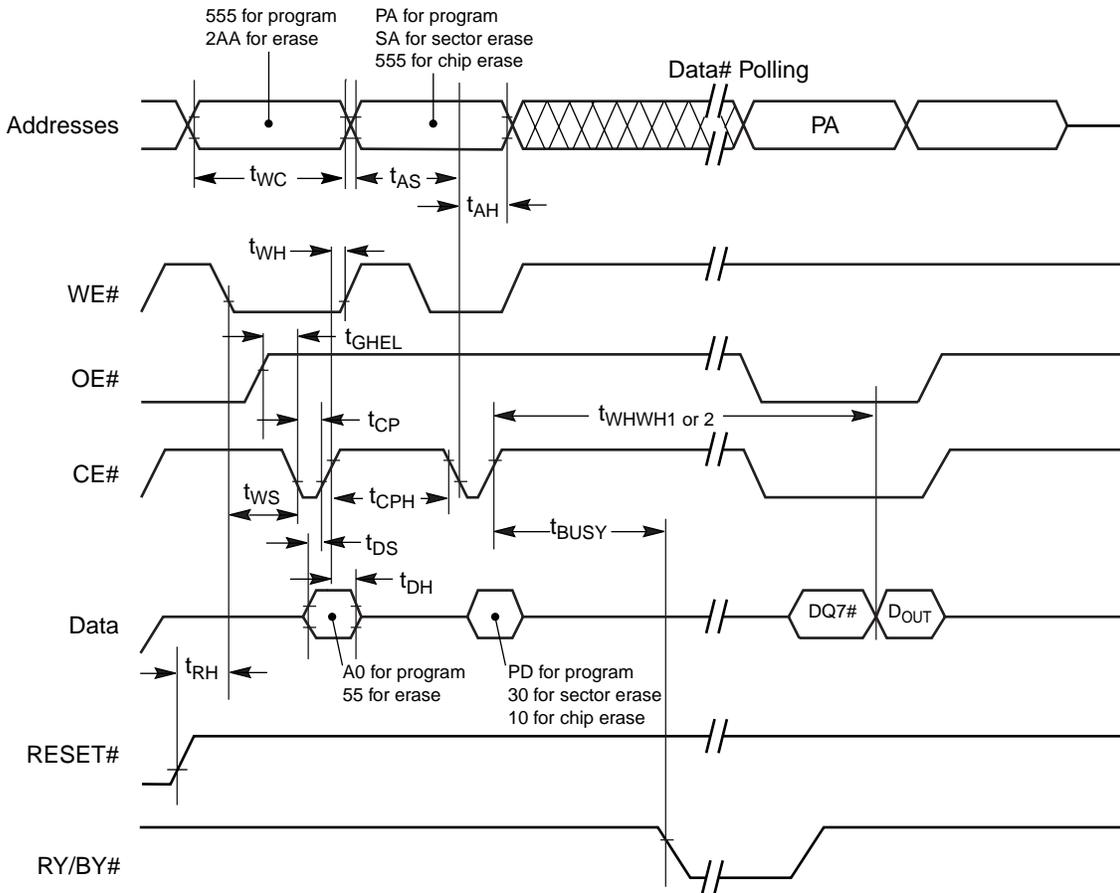 555 for program
2AA for erase
PA for program
SA for sector erase
555 for chip erase
Data# Polling
Addresses
PA
tWC
tAS
tAH
tWH
WE#
tGHEL
OE#
tCP
tWHWH1 or 2
CE#
tWS
tCPH
tBUSY
tDS
tDH
Data
DQ7#
DOUT
tRH
A0 for program
55 for erase
PD for program
30 for sector erase
10 for chip erase
RESET#
RY/BY#